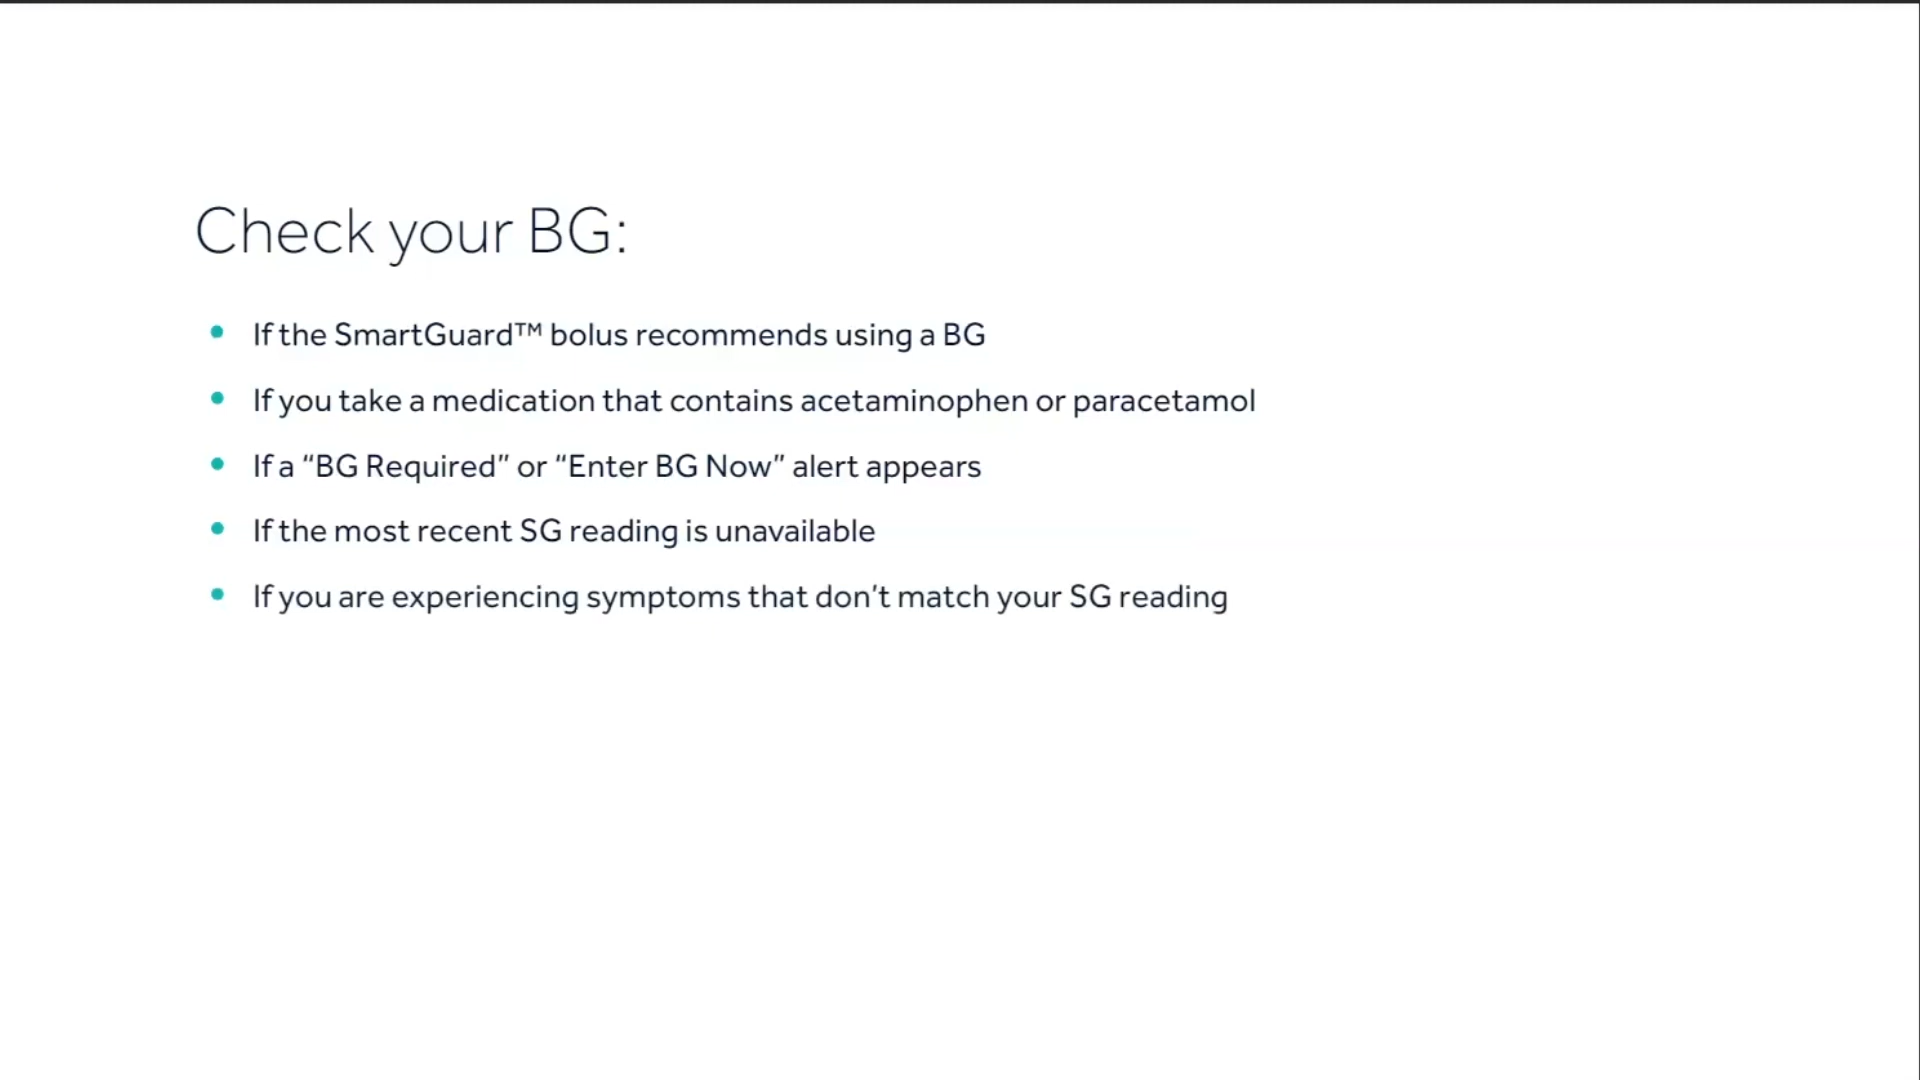 Check your BG:
• If the SmartGuard™ bolus recommends using a BG
• If you take a medication that contains acetaminophen or paracetamol
• If a “BG Required” or “Enter BG Now” alert appears
• If the most recent SG reading is unavailable
• If you are experiencing symptoms that don’t match your SG reading